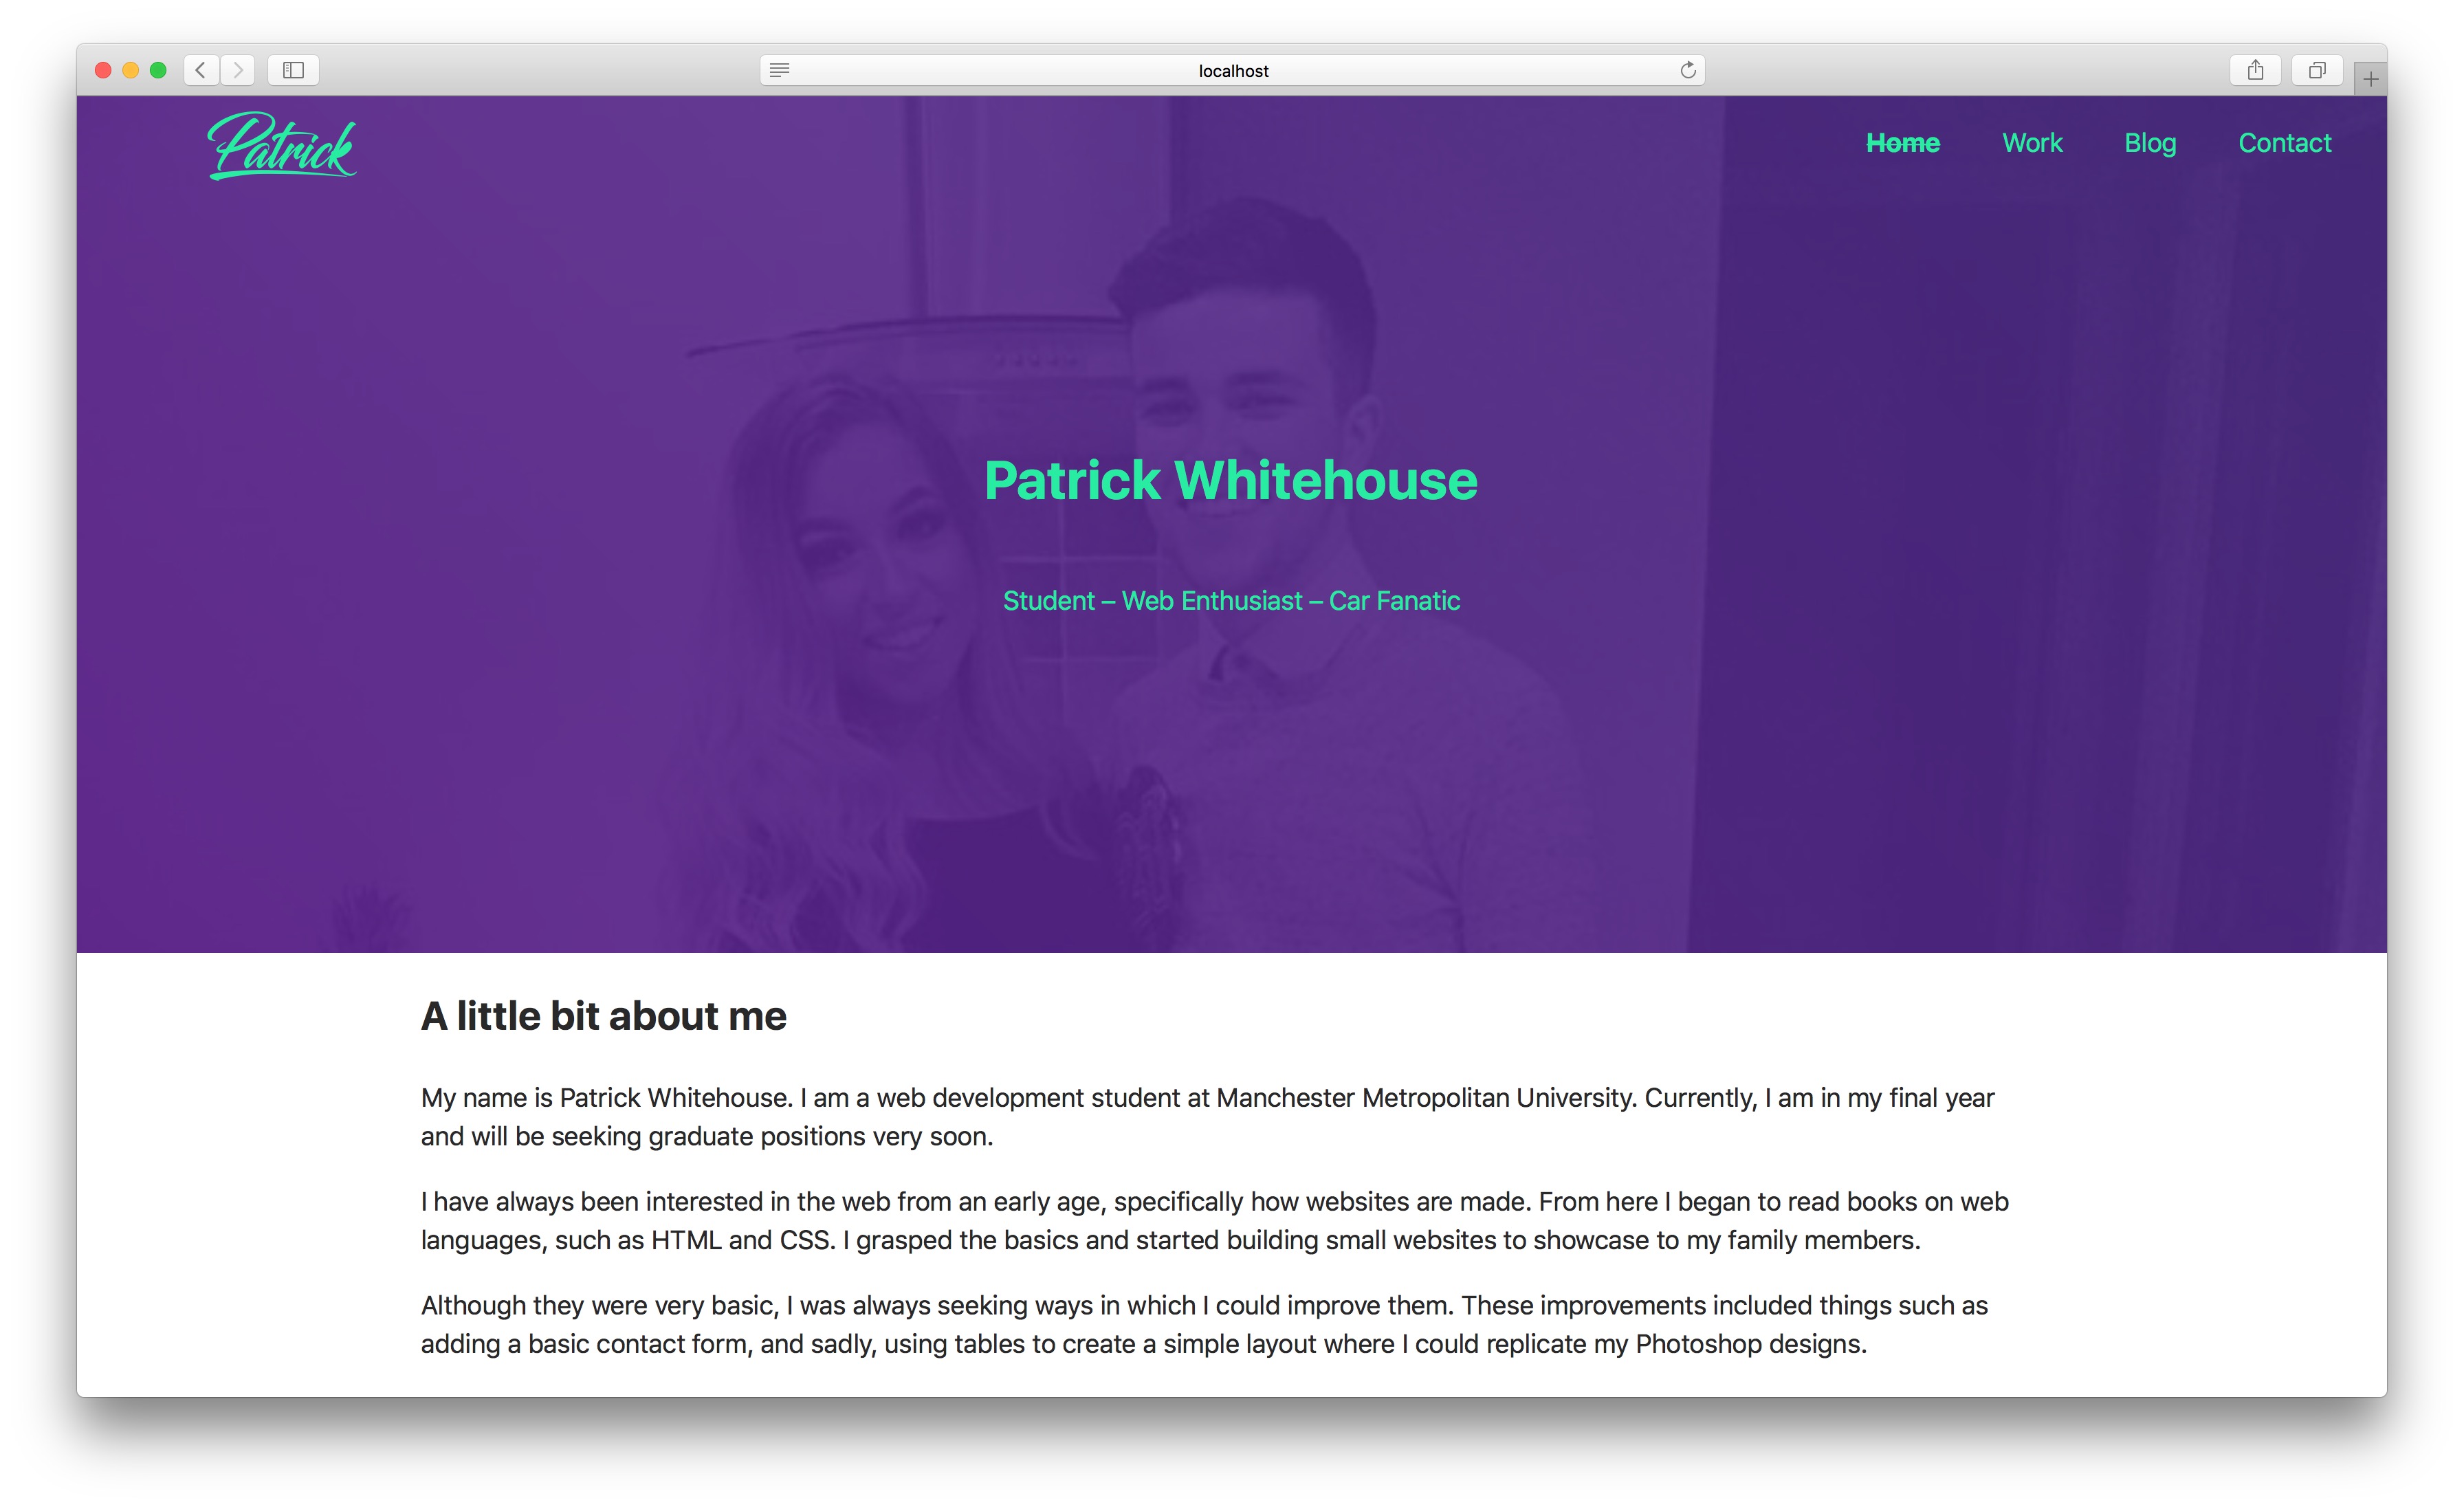 localhost
Patrick
Home Work Blog Contact
Patrick Whitehouse
Student – Web Enthusiast – Car Fanatic
A little bit about me
My name is Patrick Whitehouse. I am a web development student at Manchester Metropolitan University. Currently, I am in my final year
and will be seeking graduate positions very soon.
I have always been interested in the web from an early age, specifically how websites are made. From here I began to read books on web
languages, such as HTML and CSS. I grasped the basics and started building small websites to showcase to my family members.
Although they were very basic, I was always seeking ways in which I could improve them. These improvements included things such as
adding a basic contact form, and sadly, using tables to create a simple layout where I could replicate my Photoshop designs.